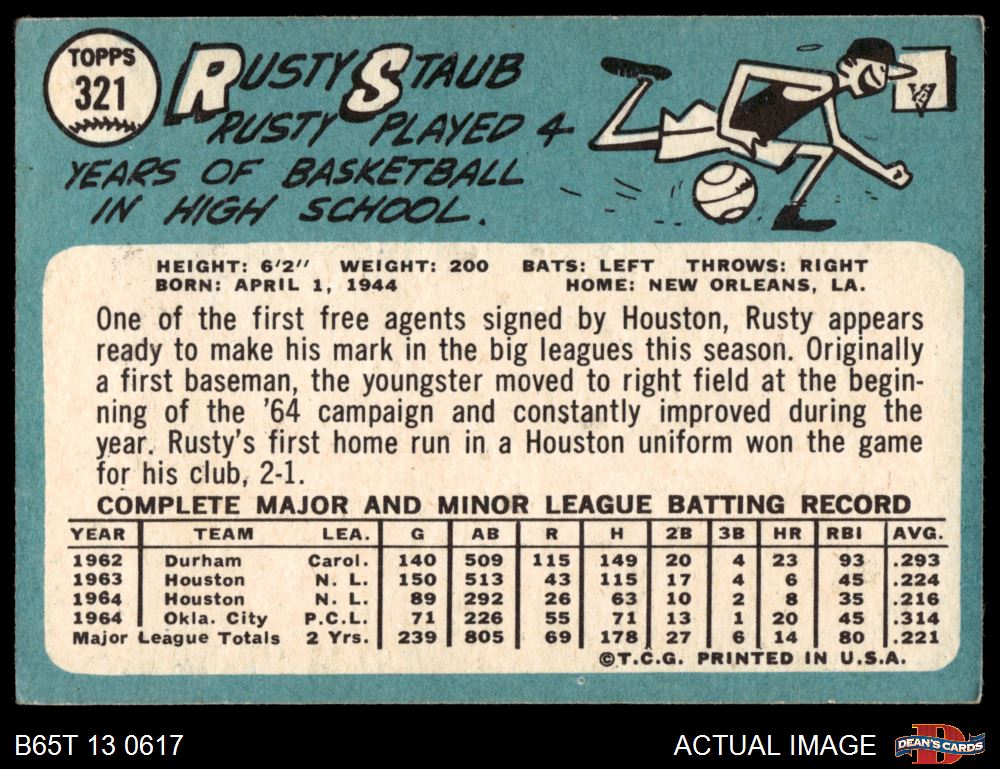 TOPPS
321
RUSTY STAUB
RUSTY PLAYED 4
YEARS OF BASKETBALL
IN HIGH SCHOOL.
HEIGHT: 6'2" WEIGHT: 200 BATS: LEFT THROWS: RIGHT
BORN: APRIL 1, 1944 HOME: NEW ORLEANS, LA.
One of the first free agents signed by Houston, Rusty appears
ready to make his mark in the big leagues this season. Originally
a first baseman, the youngster moved to right field at the begin-
ning of the '64 campaign and constantly improved during the
year. Rusty's first home run in a Houston uniform won the game
for his club, 2-1.
COMPLETE MAJOR AND MINOR LEAGUE BATTING RECORD
YEAR TEAM LEA. G AB R H 2B 3B HR RBI AVG.
1962 Durham Carol. 140 509 115 149 20 4 23 93 .293
1963 Houston N. L. 150 513 43 115 17 4 6 45 .224
1964 Houston N. L. 89 292 26 63 10 2 8 35 .216
1964 Okla. City P.C.L. 71 226 55 71 13 1 20 45 .314
Major League Totals 2 Yrs. 239 805 69 178 27 6 14 80 .221
©T.C.G. PRINTED IN U.S.A.
B65T 13 0617 ACTUAL IMAGE DEAN'S CARDS